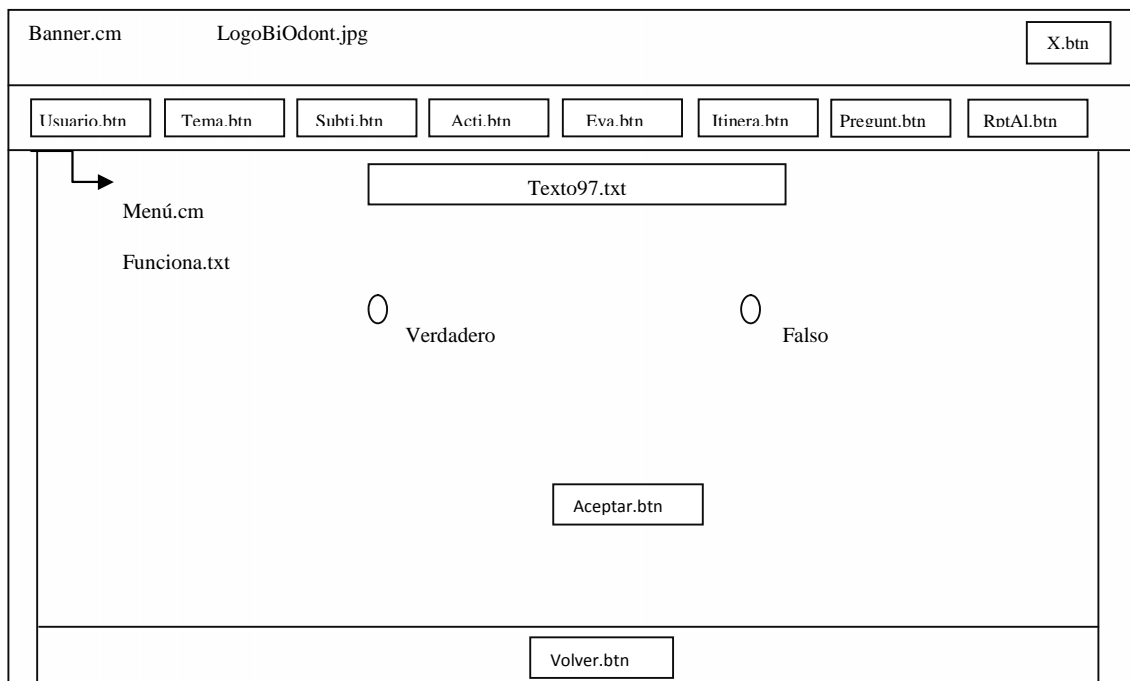 Banner.cm LogoBiOdont.jpg X.btn
Usuario.btn Tema.btn Subti.btn Acti.btn Eva.btn Itinera.btn Pregunt.btn RptAl.btn
Texto97.txt
Menú.cm
Funciona.txt
Verdadero Falso
Aceptar.btn
Volver.btn